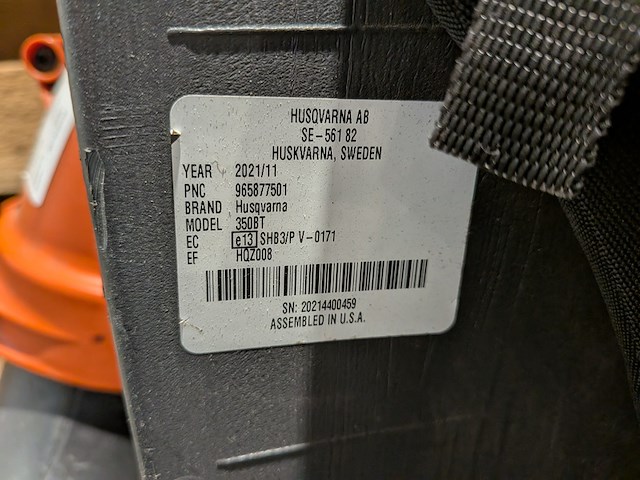 HUSQVARNA AB
SE-561 82
HUSKVARNA, SWEDEN
YEAR 2021/11
PNC 965877501
BRAND Husqvarna
MODEL 350BT
EC e13 SHB3/P V-0171
EF HQZ008
SN: 20214400459
ASSEMBLED IN U.S.A.